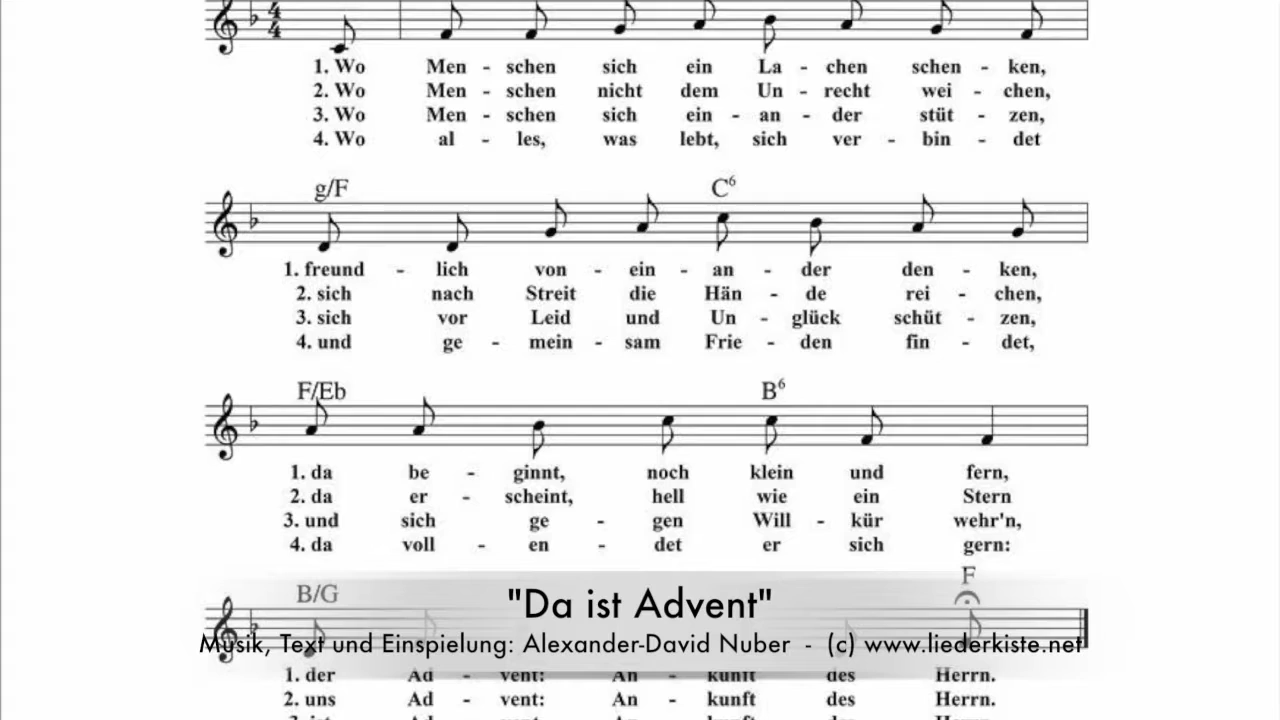 1. Wo Men - schen sich ein La - chen schen - ken,
2. Wo Men - schen nicht dem Un - recht wei - chen,
3. Wo Men - schen sich ein - an - der stüt - zen,
4. Wo al - les, was lebt, sich ver - bin - det
g/F C6
1. freund - lich von - ein - an - der den - ken,
2. sich nach Streit die Hän - de rei - chen,
3. sich vor Leid und Un - glück schüt - zen,
4. und ge - mein - sam Frie - den fin - det,
F/Eb B6
1. da be - ginnt, noch klein und fern,
2. da er - scheint, hell wie ein Stern
3. und sich ge - gen Will - kür wehr'n,
4. da voll - en - det er sich gern:
B/G F
"Da ist Advent"
Musik, Text und Einspielung: Alexander-David Nuber - (c) www.liederkiste.net
1. der Ad - vent: An - kunft des Herrn.
2. uns Ad - vent: An - kunft des Herrn.